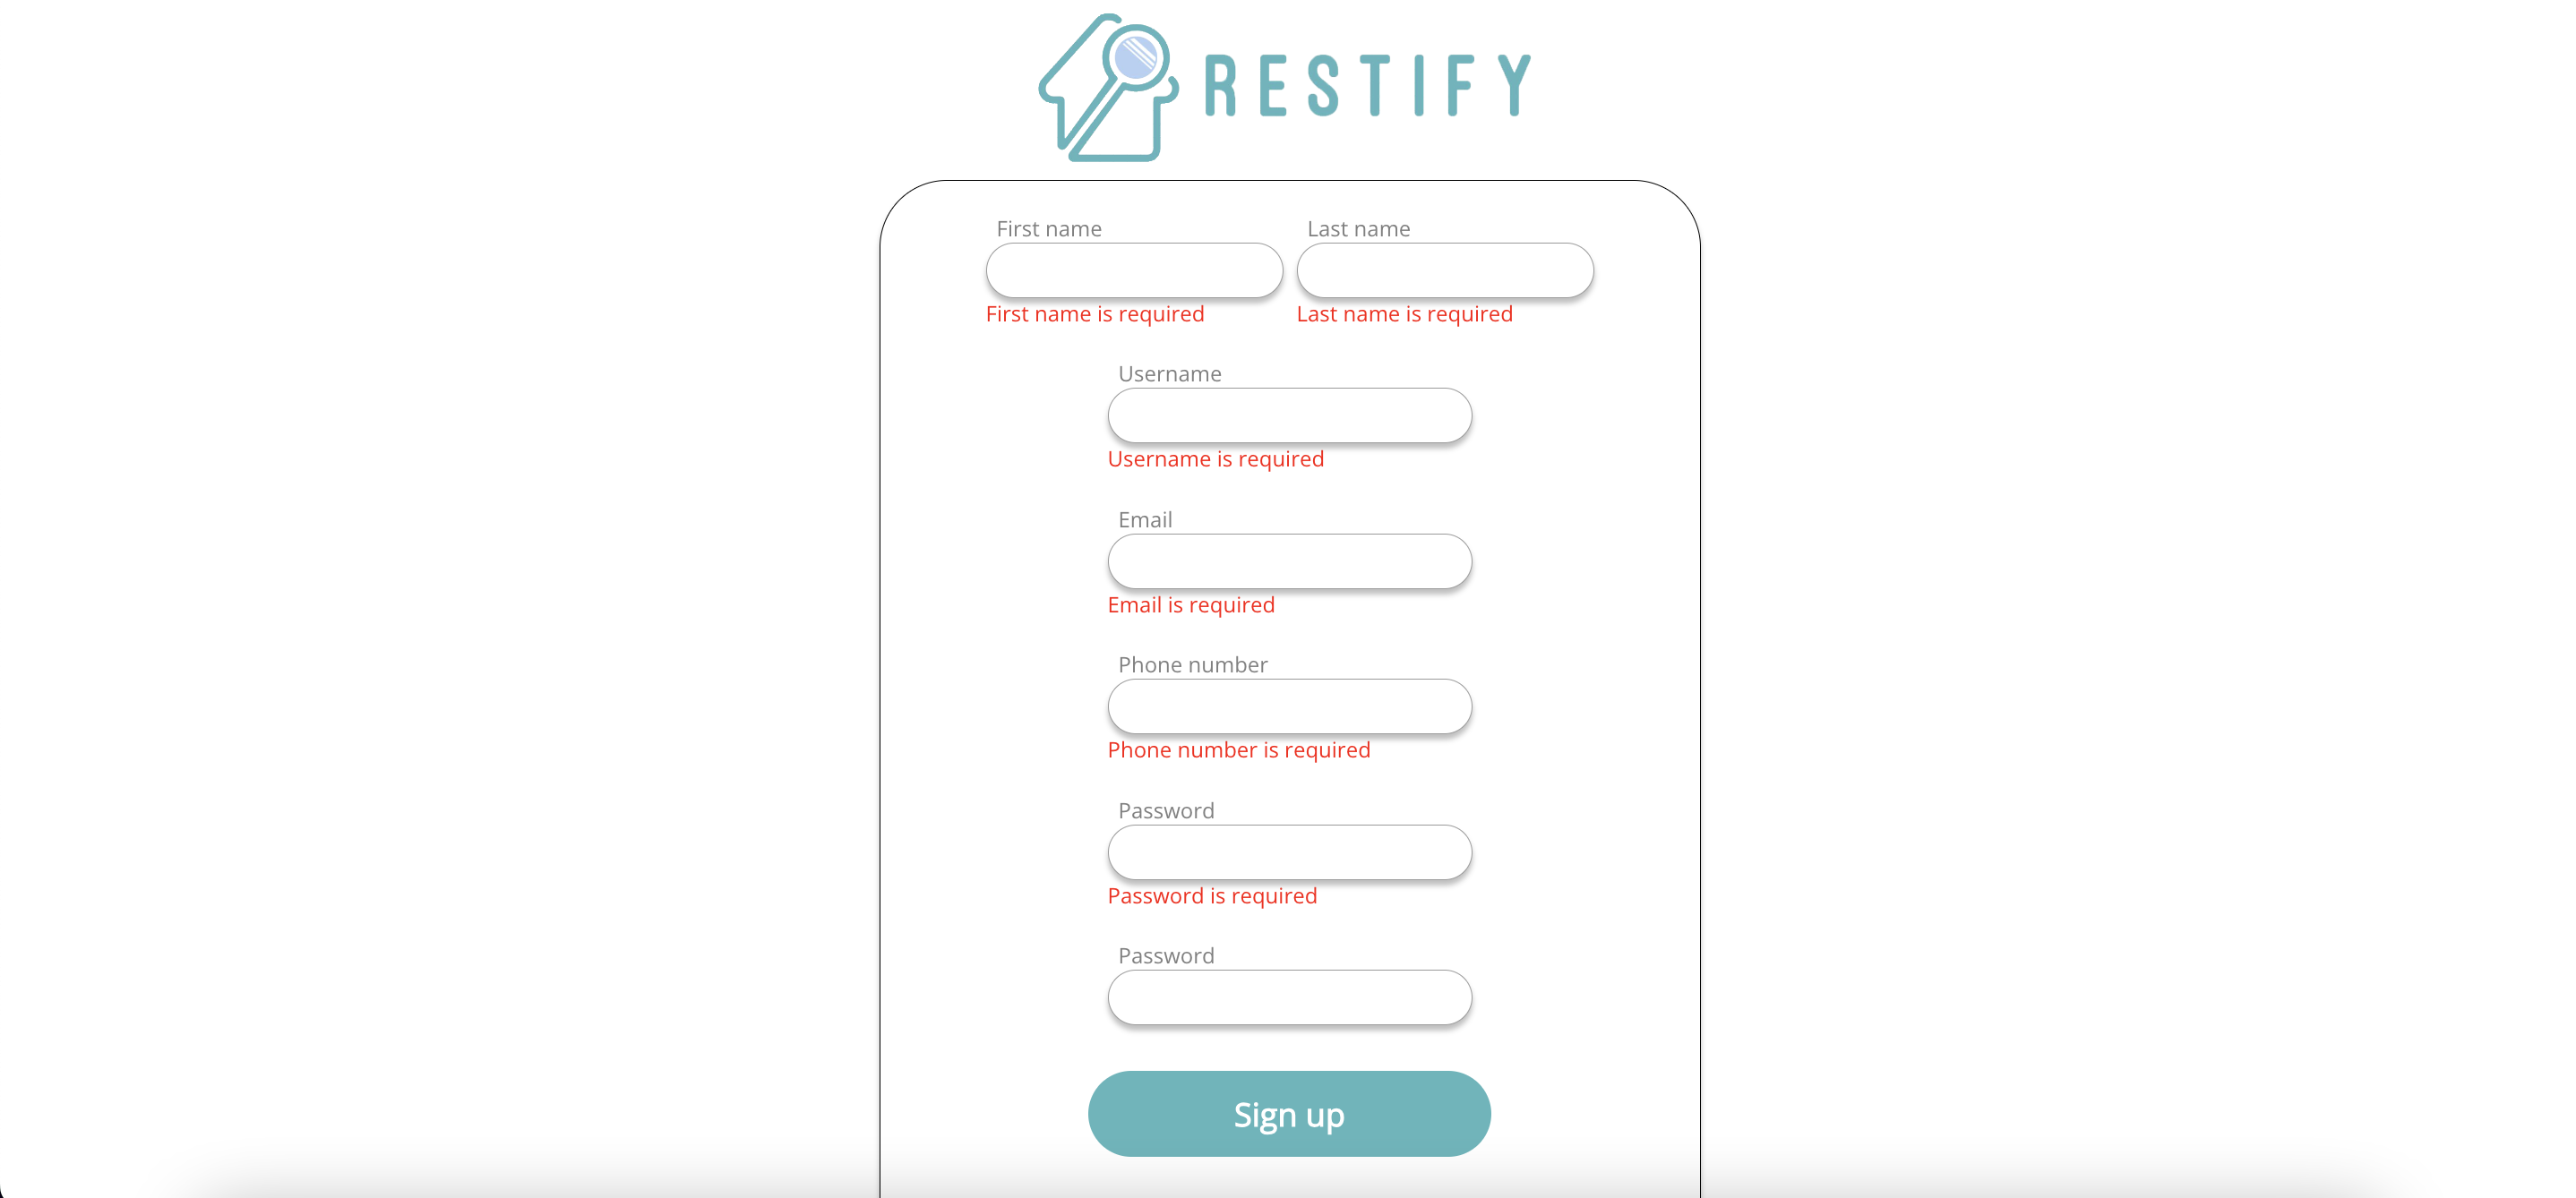 RESTIFY
First name Last name
First name is required Last name is required
Username
Username is required
Email
Email is required
Phone number
Phone number is required
Password
Password is required
Password
Sign up